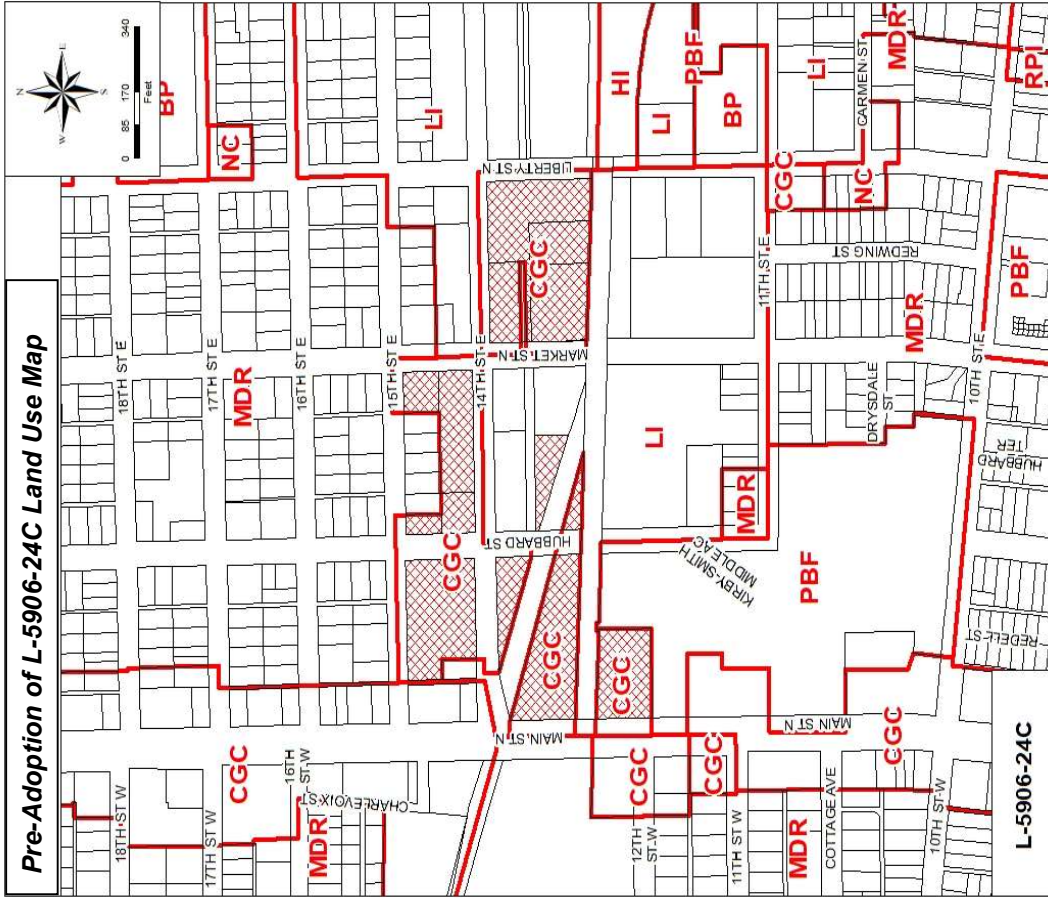 Pre-Adoption of L-5906-24C Land Use Map
N
W
E
S
0 85 170 340
Feet
BP
NC
LI
18TH ST E
17TH ST E
MDR
16TH ST E
15TH ST E
14TH ST E
CGC
CGC
LIBERTY ST N
MARKET ST N
HUBBARD ST
CGC
CGC
MAIN ST N
CGC
16TH
ST W
CHARLEVOIX ST
18TH ST W
17TH ST W
MDR
HI
PBF
LI
BP
LI
CARMEN ST
MDR
RPI
CGC
NC
11TH ST E
REDWING ST
PBF
MDR
LI
DRYSDALE
ST
10TH ST E
HUBBARD
TER
MDR
KIRBY-SMITH
MIDDLE AC
PBF
REDELL ST
MAIN ST N
CGC
CGC
CGC
12TH
ST W
11TH ST W
MDR
COTTAGE AVE
10TH ST W
L-5906-24C